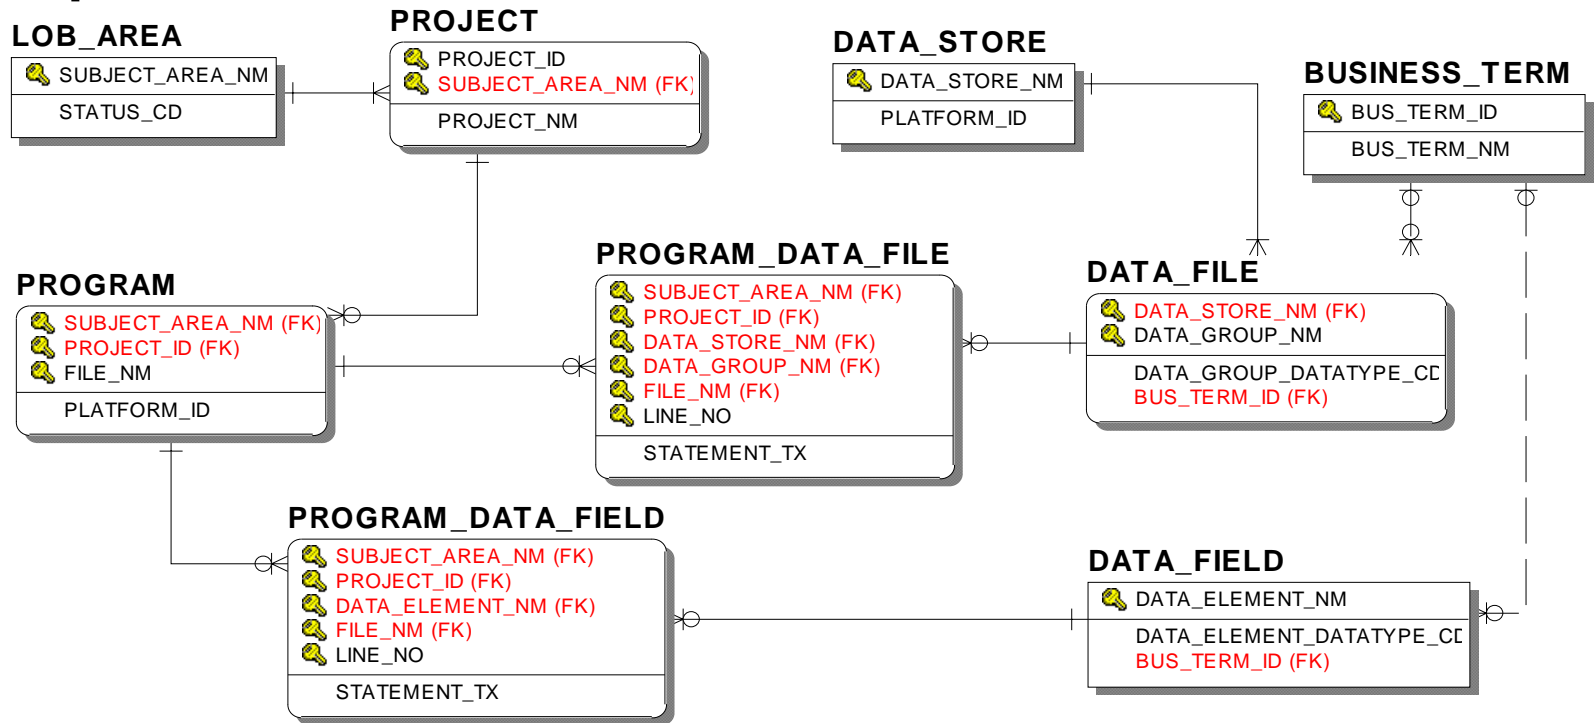 LOB_AREA
SUBJECT_AREA_NM
STATUS_CD
PROJECT
PROJECT_ID
SUBJECT_AREA_NM (FK)
PROJECT_NM
DATA_STORE
DATA_STORE_NM
PLATFORM_ID
BUSINESS_TERM
BUS_TERM_ID
BUS_TERM_NM
PROGRAM
SUBJECT_AREA_NM (FK)
PROJECT_ID (FK)
FILE_NM
PLATFORM_ID
PROGRAM_DATA_FILE
SUBJECT_AREA_NM (FK)
PROJECT_ID (FK)
DATA_STORE_NM (FK)
DATA_GROUP_NM (FK)
FILE_NM (FK)
LINE_NO
STATEMENT_TX
DATA_FILE
DATA_STORE_NM (FK)
DATA_GROUP_NM
DATA_GROUP_DATATYPE_CD
BUS_TERM_ID (FK)
PROGRAM_DATA_FIELD
SUBJECT_AREA_NM (FK)
PROJECT_ID (FK)
DATA_ELEMENT_NM (FK)
FILE_NM (FK)
LINE_NO
STATEMENT_TX
DATA_FIELD
DATA_ELEMENT_NM
DATA_ELEMENT_DATATYPE_CD
BUS_TERM_ID (FK)